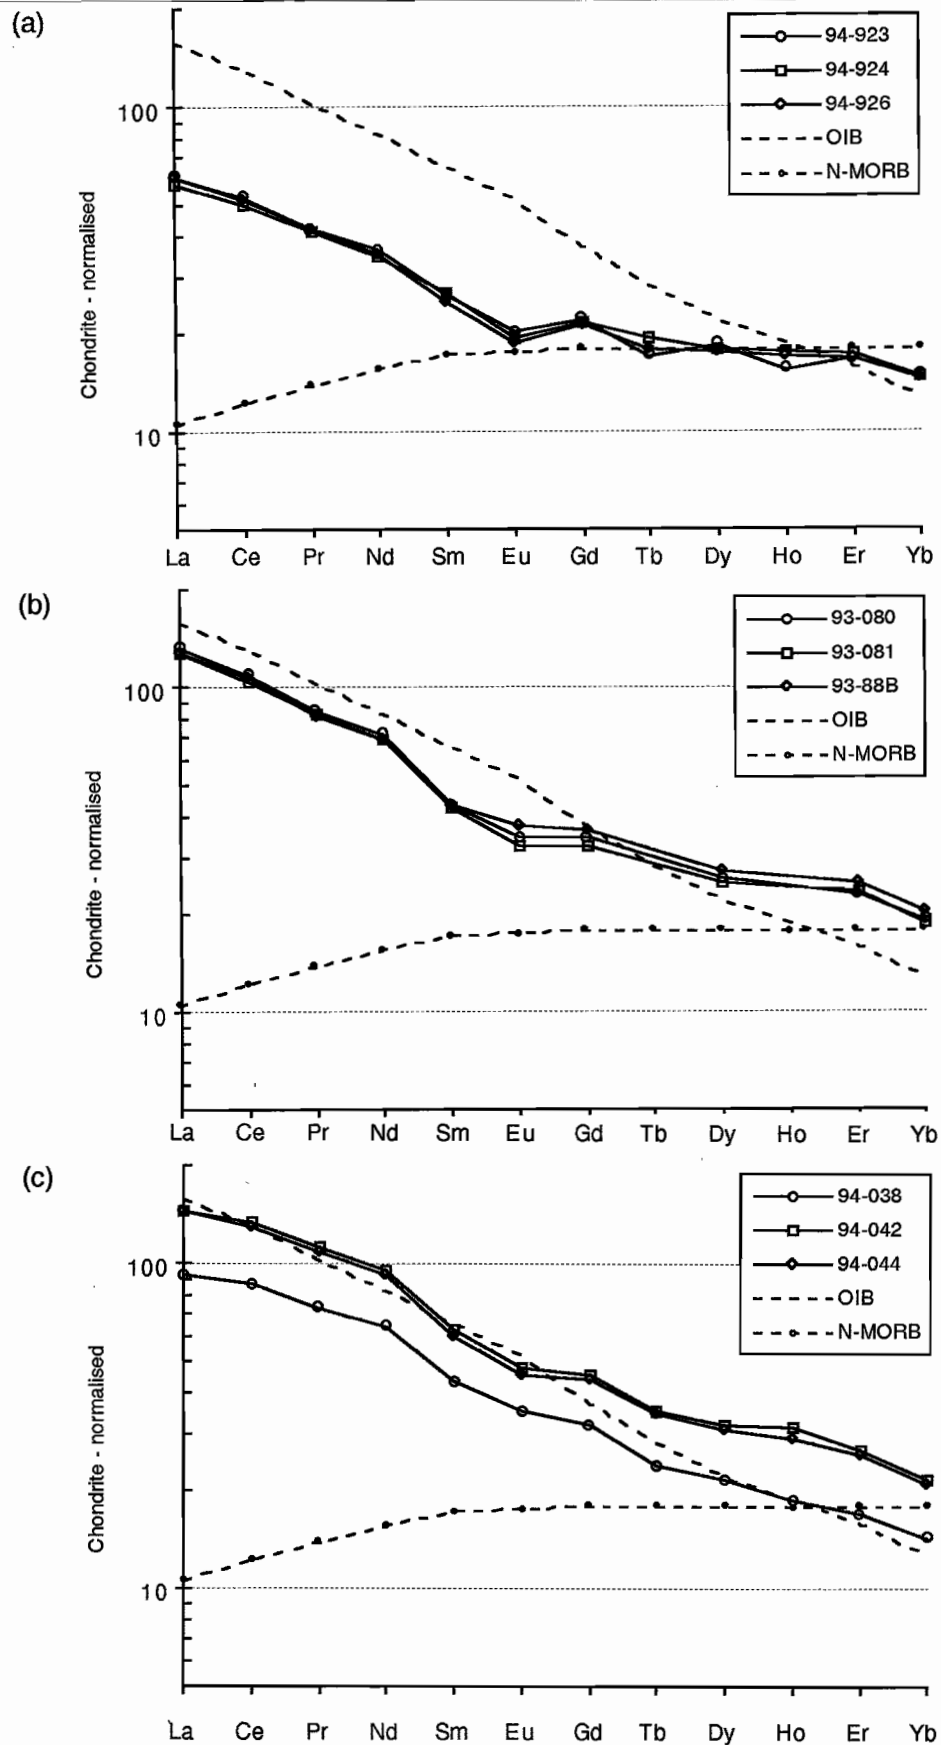 (a)
94-923
94-924
94-926
OIB
N-MORB
100
10
Chondrite - normalised
La Ce Pr Nd Sm Eu Gd Tb Dy Ho Er Yb
(b)
93-080
93-081
93-88B
OIB
N-MORB
100
10
Chondrite - normalised
La Ce Pr Nd Sm Eu Gd Tb Dy Ho Er Yb
(c)
94-038
94-042
94-044
OIB
N-MORB
100
10
Chondrite - normalised
La Ce Pr Nd Sm Eu Gd Tb Dy Ho Er Yb